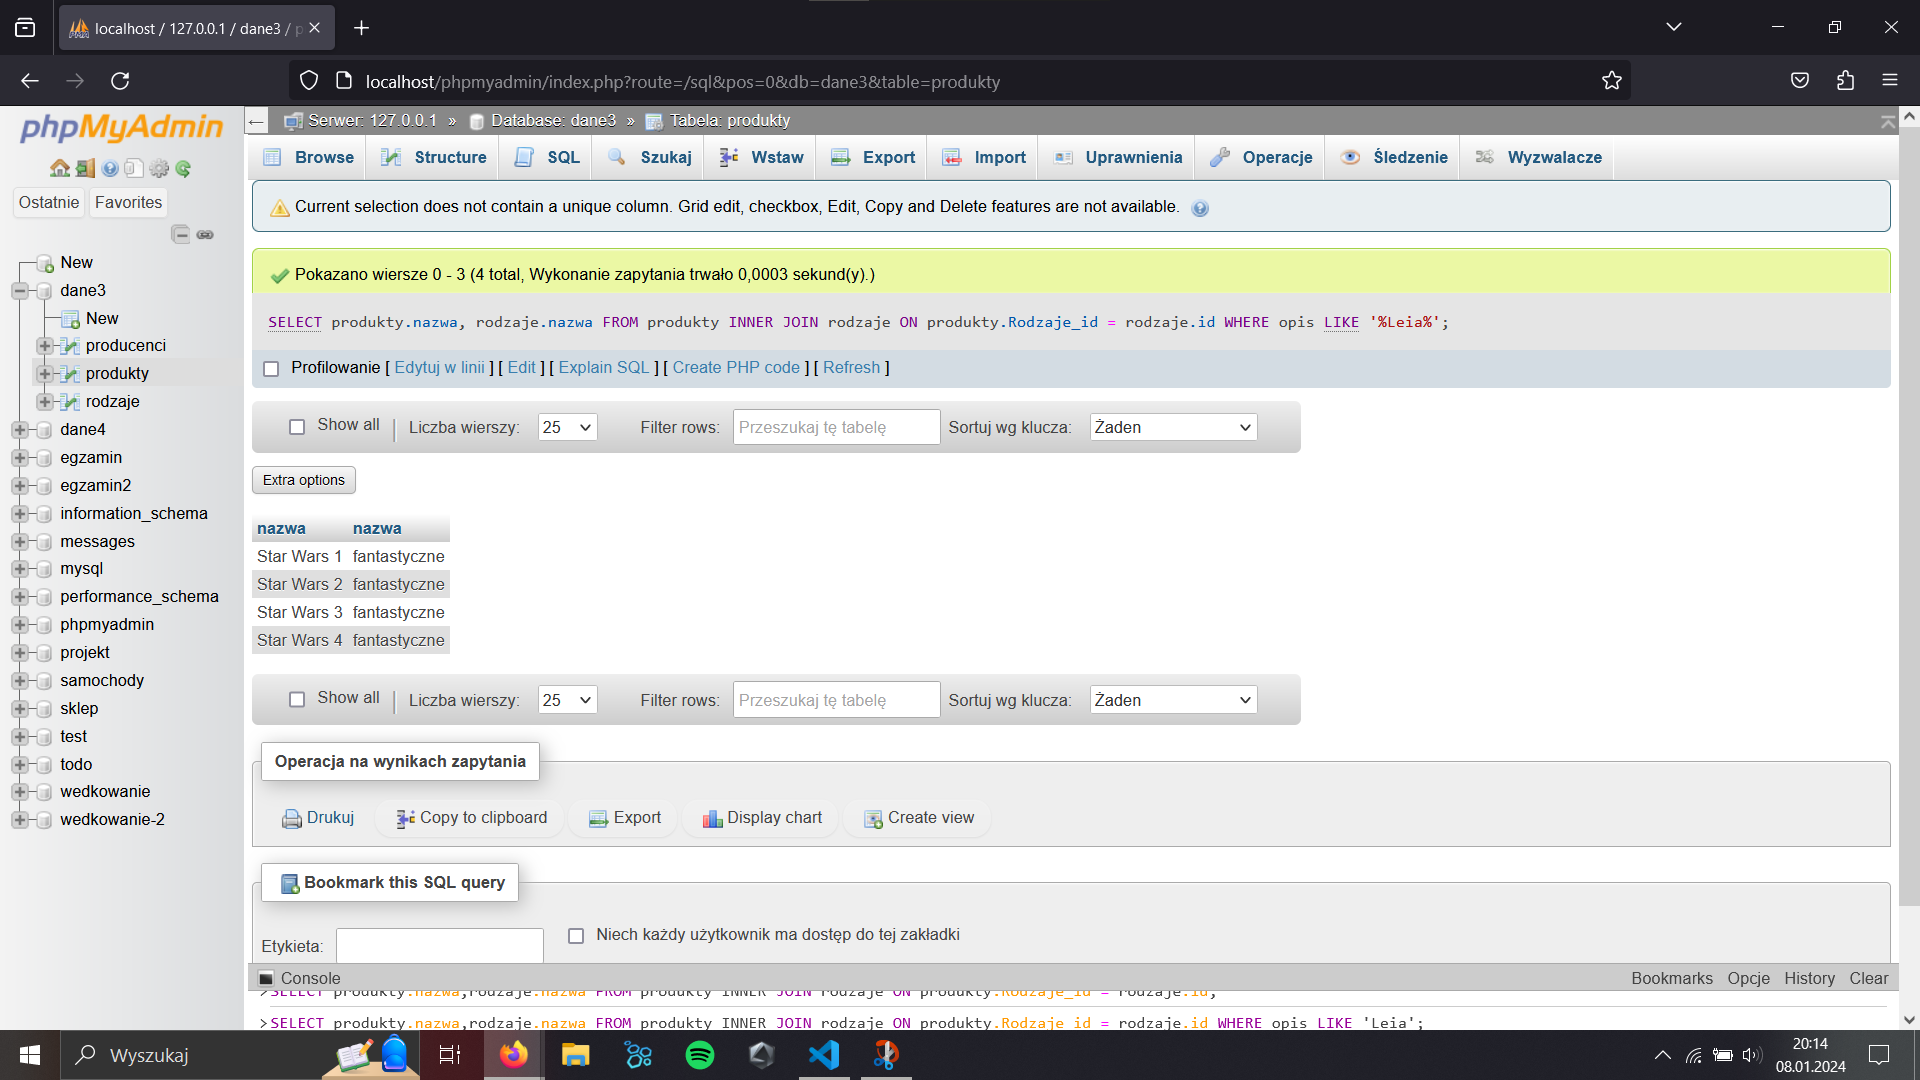 localhost / 127.0.0.1 / dane3 / p
localhost/phpmyadmin/index.php?route=/sql&pos=0&db=dane3&table=produkty
phpMyAdmin
Ostatnie Favorites
New
dane3
New
producenci
produkty
rodzaje
dane4
egzamin
egzamin2
information_schema
messages
mysql
performance_schema
phpmyadmin
projekt
samochody
sklep
test
todo
wedkowanie
wedkowanie-2
Serwer: 127.0.0.1 » Database: dane3 » Tabela: produkty
Browse Structure SQL Szukaj Wstaw Export Import Uprawnienia Operacje Śledzenie Wyzwalacze
Current selection does not contain a unique column. Grid edit, checkbox, Edit, Copy and Delete features are not available.
Pokazano wiersze 0 - 3 (4 total, Wykonanie zapytania trwało 0,0003 sekund(y).)
SELECT produkty.nazwa, rodzaje.nazwa FROM produkty INNER JOIN rodzaje ON produkty.Rodzaje_id = rodzaje.id WHERE opis LIKE '%Leia%';
Profilowanie [ Edytuj w linii ] [ Edit ] [ Explain SQL ] [ Create PHP code ] [ Refresh ]
Show all Liczba wierszy: 25 Filter rows: Przeszukaj tę tabelę Sortuj wg klucza: Żaden
Extra options
nazwa nazwa
Star Wars 1 fantastyczne
Star Wars 2 fantastyczne
Star Wars 3 fantastyczne
Star Wars 4 fantastyczne
Show all Liczba wierszy: 25 Filter rows: Przeszukaj tę tabelę Sortuj wg klucza: Żaden
Operacja na wynikach zapytania
Drukuj Copy to clipboard Export Display chart Create view
Bookmark this SQL query
Etykieta: Niech każdy użytkownik ma dostęp do tej zakładki
Console Bookmarks Opcje History Clear
>SELECT produkty.nazwa,rodzaje.nazwa FROM produkty INNER JOIN rodzaje ON produkty.Rodzaje_id = rodzaje.id;
>SELECT produkty.nazwa,rodzaje.nazwa FROM produkty INNER JOIN rodzaje ON produkty.Rodzaje_id = rodzaje.id WHERE opis LIKE 'Leia';
Wyszukaj
20:14
08.01.2024